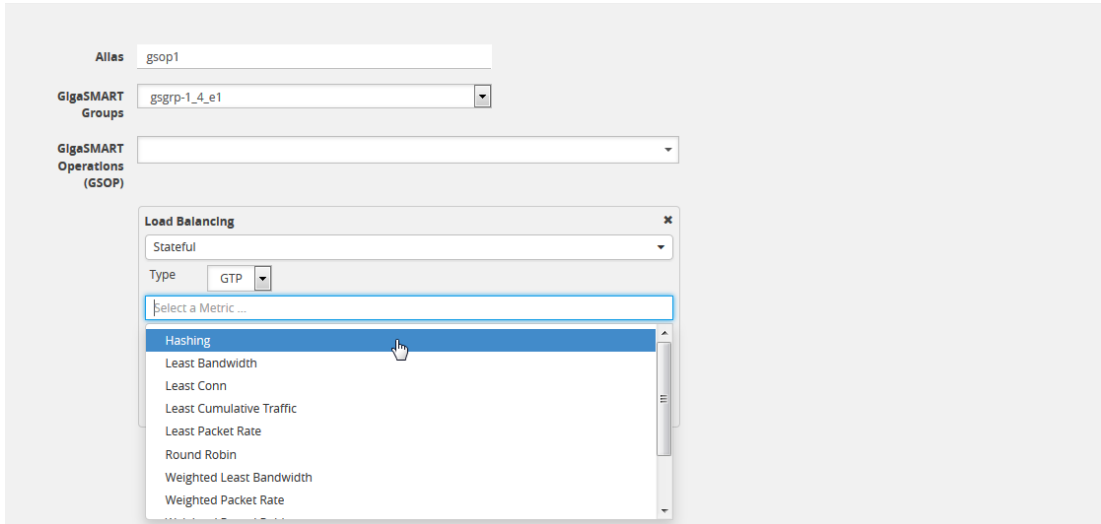 Alias gsop1
GigaSMART Groups gsgrp-1_4_e1
GigaSMART Operations (GSOP)
Load Balancing
Stateful
Type GTP
Select a Metric ...
Hashing
Least Bandwidth
Least Conn
Least Cumulative Traffic
Least Packet Rate
Round Robin
Weighted Least Bandwidth
Weighted Packet Rate